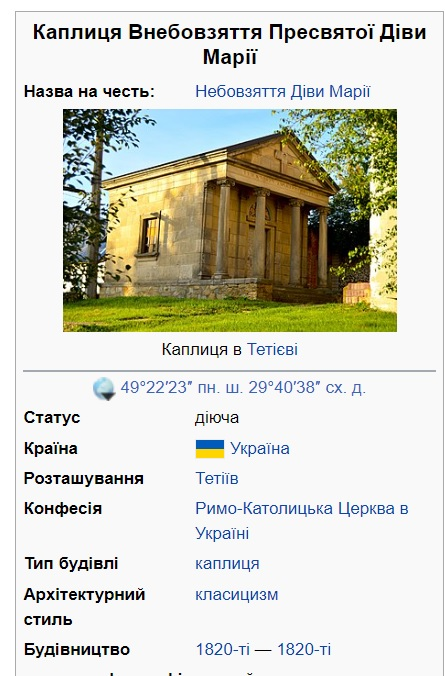 Каплиця Внебовзяття Пресвятої Діви
Марії
Назва на честь: Небовзяття Діви Марії
Каплиця в Тетієві
49°22′23″ пн. ш. 29°40′38″ сх. д.
Статус діюча
Країна Україна
Розташування Тетіїв
Конфесія Римо-Католицька Церква в
Україні
Тип будівлі каплиця
Архітектурний класицизм
стиль
Будівництво 1820-ті — 1820-ті